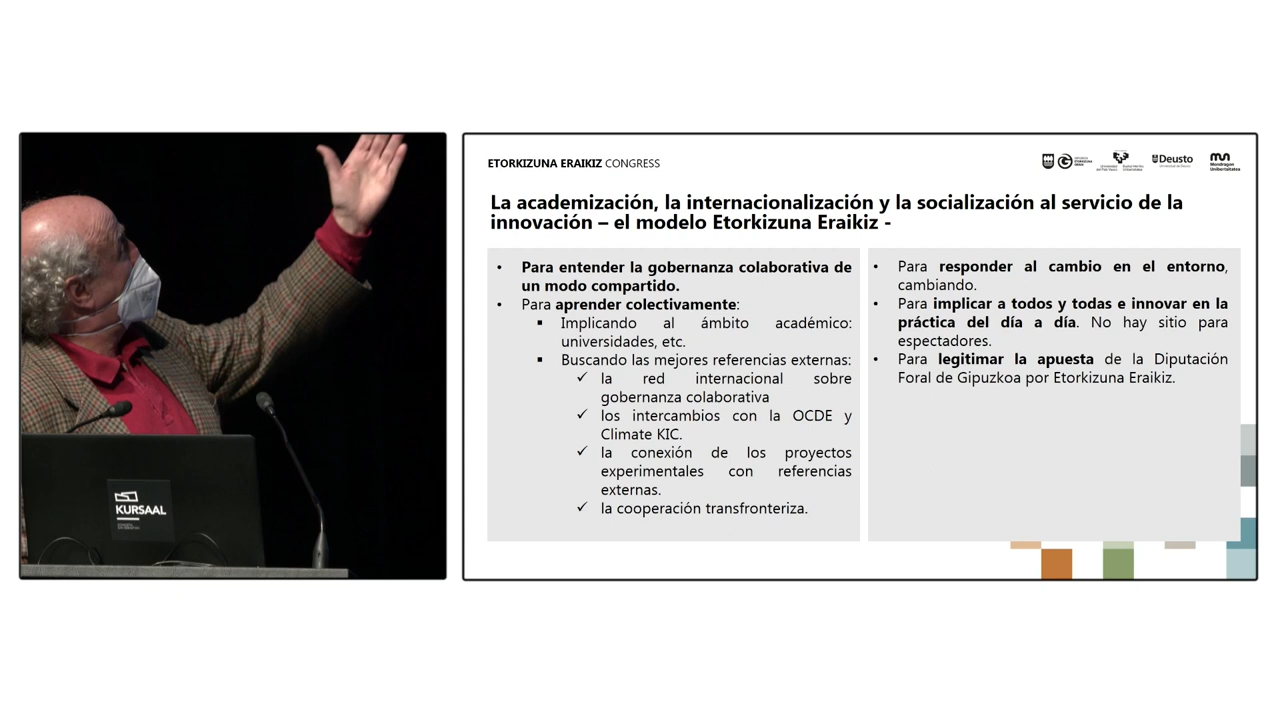 KURSAAL
ETORKIZUNA ERAIKIZ CONGRESS
Deusto
Mondragon
Unibertsitatea
La academización, la internacionalización y la socialización al servicio de la
innovación – el modelo Etorkizuna Eraikiz -
• Para entender la gobernanza colaborativa de
un modo compartido.
• Para aprender colectivamente:
▪ Implicando al ámbito académico:
universidades, etc.
▪ Buscando las mejores referencias externas:
✓ la red internacional sobre
gobernanza colaborativa
✓ los intercambios con la OCDE y
Climate KIC.
✓ la conexión de los proyectos
experimentales con referencias
externas.
✓ la cooperación transfronteriza.
• Para responder al cambio en el entorno,
cambiando.
• Para implicar a todos y todas e innovar en la
práctica del día a día. No hay sitio para
espectadores.
• Para legitimar la apuesta de la Diputación
Foral de Gipuzkoa por Etorkizuna Eraikiz.